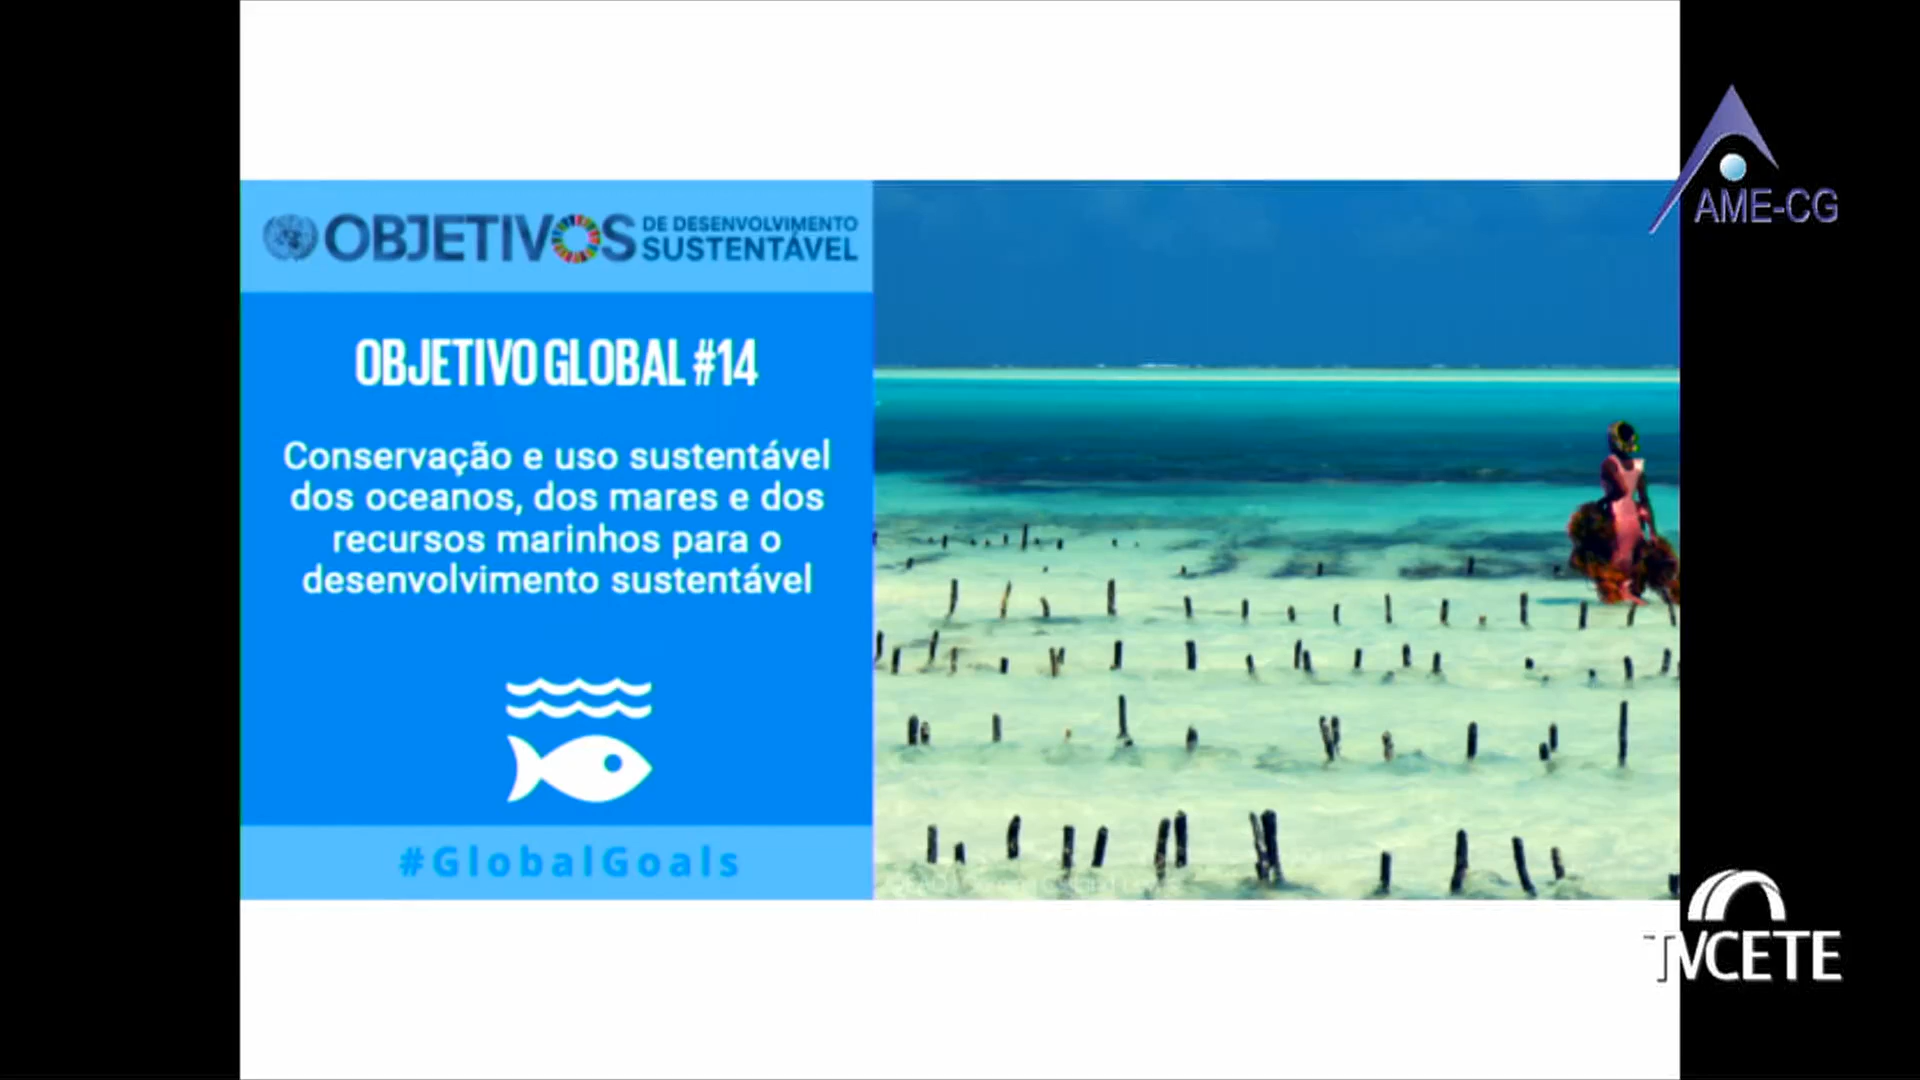 OBJETIVOS DE DESENVOLVIMENTO SUSTENTÁVEL
OBJETIVO GLOBAL #14
Conservação e uso sustentável
dos oceanos, dos mares e dos
recursos marinhos para o
desenvolvimento sustentável
#GlobalGoals
AME-CG
TVCETE